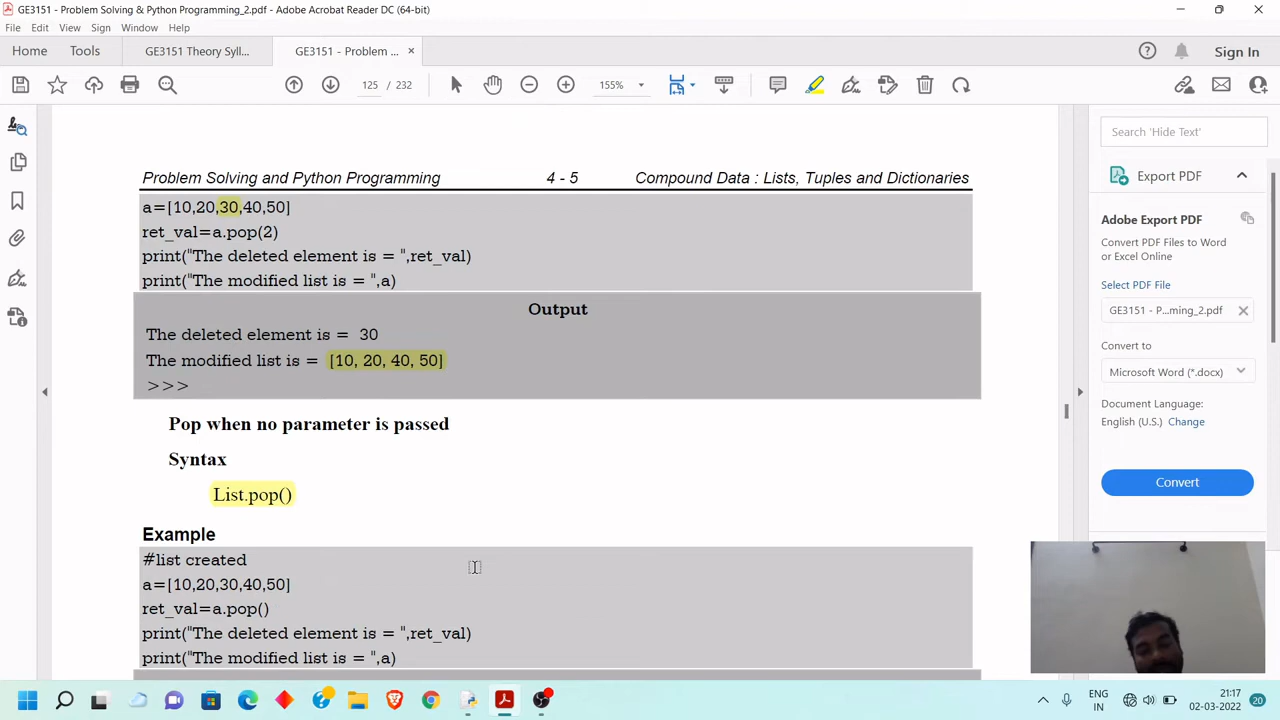 GE3151 - Problem Solving & Python Programming_2.pdf - Adobe Acrobat Reader DC (64-bit)
File Edit View Sign Window Help
Home Tools GE3151 Theory Syll... GE3151 - Problem ... × Sign In
125 / 232 155%
Problem Solving and Python Programming 4 - 5 Compound Data : Lists, Tuples and Dictionaries
a=[10,20,30,40,50]
ret_val=a.pop(2)
print("The deleted element is = ",ret_val)
print("The modified list is = ",a)
Output
The deleted element is = 30
The modified list is = [10, 20, 40, 50]
>>>
Pop when no parameter is passed
Syntax
List.pop()
Example
#list created
a=[10,20,30,40,50]
ret_val=a.pop()
print("The deleted element is = ",ret_val)
print("The modified list is = ",a)
Search 'Hide Text'
Export PDF
Adobe Export PDF
Convert PDF Files to Word
or Excel Online
Select PDF File
GE3151 - P...ming_2.pdf
Convert to
Microsoft Word (*.docx)
Document Language:
English (U.S.) Change
Convert
ENG
IN
21:17
02-03-2022
20